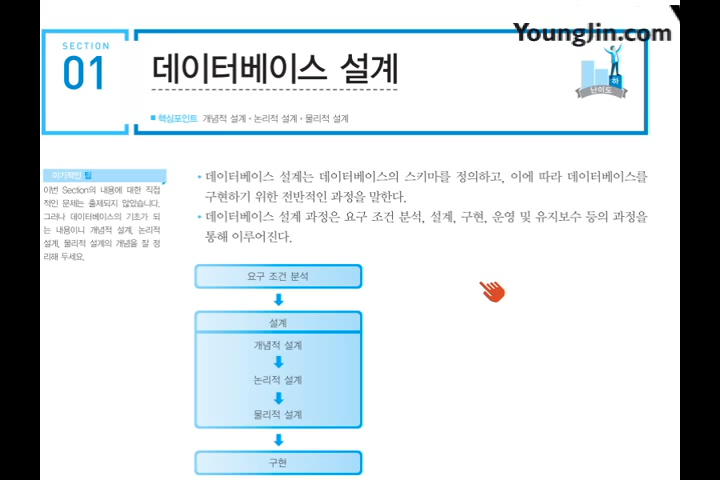 YoungJin.com
SECTION
01
데이터베이스 설계
하
난이도
■ 핵심포인트 개념적 설계 · 논리적 설계 · 물리적 설계
이기적인 팁
이번 Section의 내용에 대한 직접
적인 문제는 출제되지 않았습니다.
그러나 데이터베이스의 기초가 되
는 내용이니 개념적 설계, 논리적
설계, 물리적 설계의 개념을 잘 정
리해 두세요.
• 데이터베이스 설계는 데이터베이스의 스키마를 정의하고, 이에 따라 데이터베이스를
구현하기 위한 전반적인 과정을 말한다.
• 데이터베이스 설계 과정은 요구 조건 분석, 설계, 구현, 운영 및 유지보수 등의 과정을
통해 이루어진다.
요구 조건 분석
설계
개념적 설계
논리적 설계
물리적 설계
구현